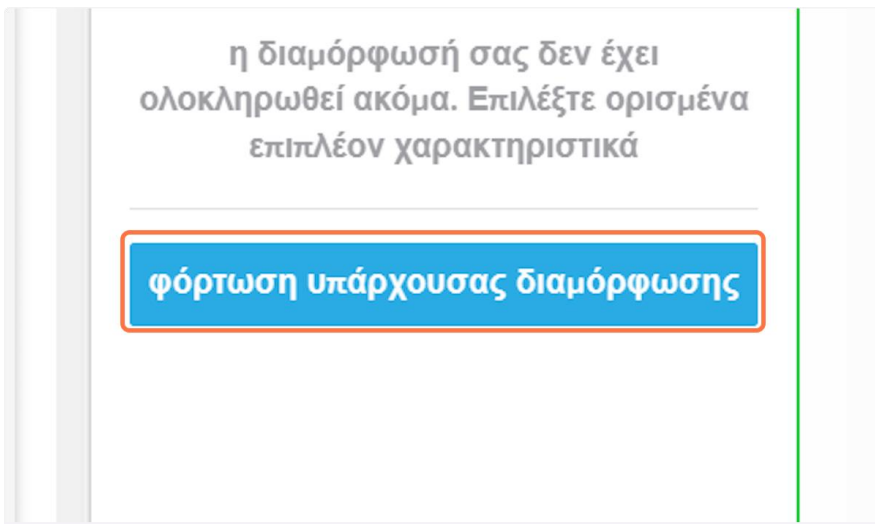 η διαμόρφωσή σας δεν έχει
ολοκληρωθεί ακόμα. Επιλέξτε ορισμένα
επιπλέον χαρακτηριστικά
φόρτωση υπάρχουσας διαμόρφωσης